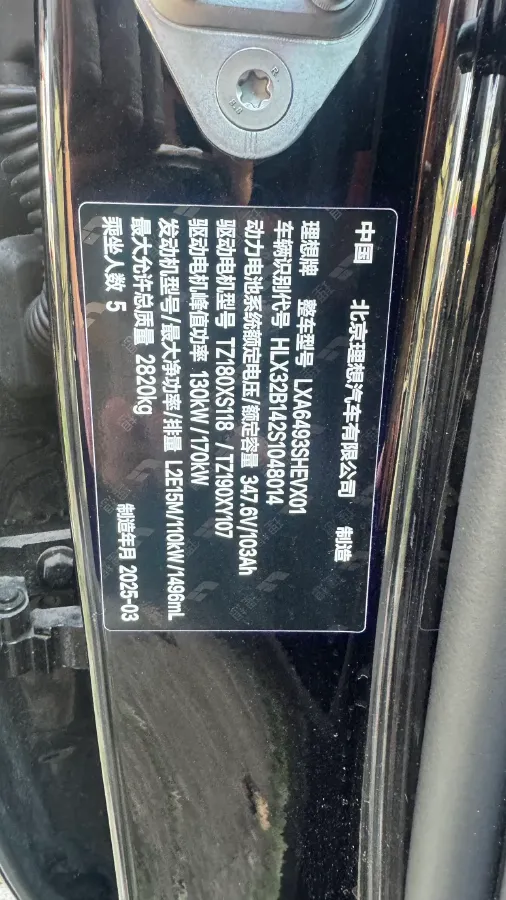 中国 北京理想汽车有限公司 制造
理想牌 整车型号 LXA6493SHEVX01
车辆识别代号 HLX32B142S1048014
动力电池系统额定电压/额定容量 347.6V/103Ah
驱动电机型号 TZ180XS118 / TZ190XY107
驱动电机峰值功率 130kW /170kW
发动机型号/最大净功率/排量 L2E15M/110kW /1496mL
最大允许总质量 2820kg
乘坐人数 5 制造年月 2025-03